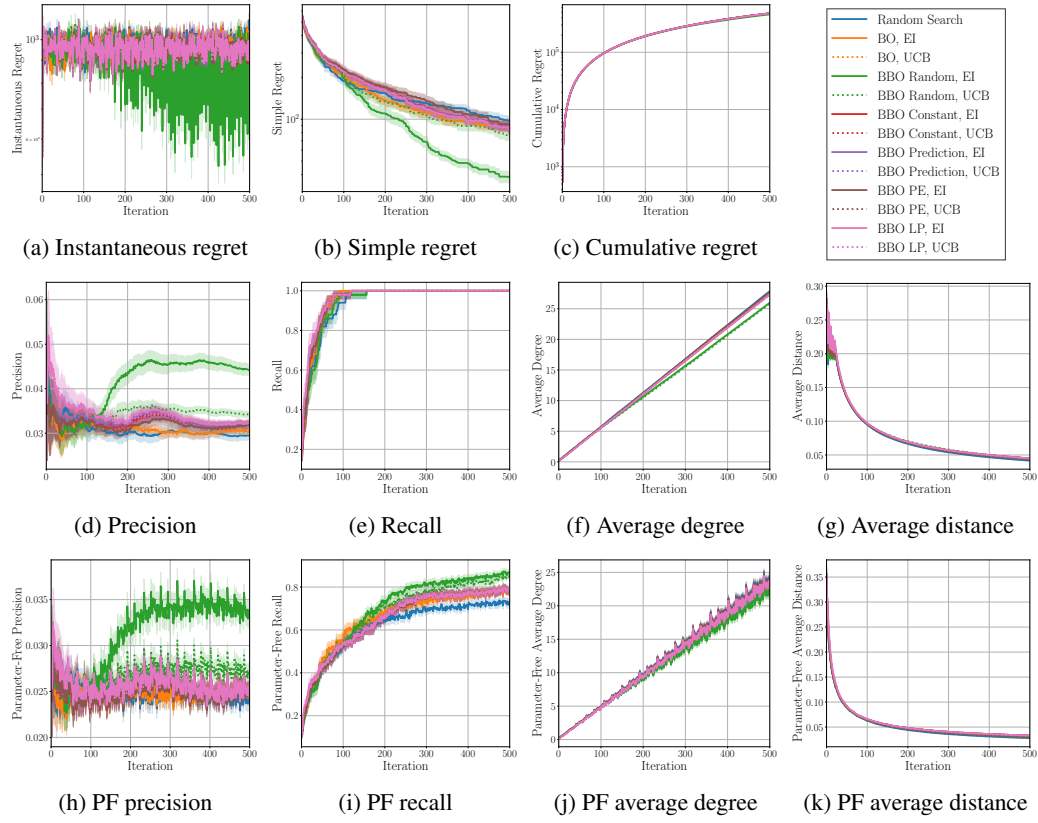 Instantaneous Regret
10³
0 100 200 300 400 500
Iteration
(a) Instantaneous regret
Simple Regret
10²
0 100 200 300 400 500
Iteration
(b) Simple regret
Cumulative Regret
10⁵
10⁴
10³
0 100 200 300 400 500
Iteration
(c) Cumulative regret
Random Search
BO, EI
BO, UCB
BBO Random, EI
BBO Random, UCB
BBO Constant, EI
BBO Constant, UCB
BBO Prediction, EI
BBO Prediction, UCB
BBO PE, EI
BBO PE, UCB
BBO LP, EI
BBO LP, UCB
Precision
0.06
0.05
0.04
0.03
0 100 200 300 400 500
Iteration
(d) Precision
Recall
1.0
0.8
0.6
0.4
0.2
0 100 200 300 400 500
Iteration
(e) Recall
Average Degree
25
20
15
10
5
0
0 100 200 300 400 500
Iteration
(f) Average degree
Average Distance
0.30
0.25
0.20
0.15
0.10
0.05
0 100 200 300 400 500
Iteration
(g) Average distance
Parameter-Free Precision
0.035
0.030
0.025
0.020
0 100 200 300 400 500
Iteration
(h) PF precision
Parameter-Free Recall
0.8
0.6
0.4
0.2
0 100 200 300 400 500
Iteration
(i) PF recall
Parameter-Free Average Degree
25
20
15
10
5
0
0 100 200 300 400 500
Iteration
(j) PF average degree
Parameter-Free Average Distance
0.35
0.30
0.25
0.20
0.15
0.10
0.05
0 100 200 300 400 500
Iteration
(k) PF average distance